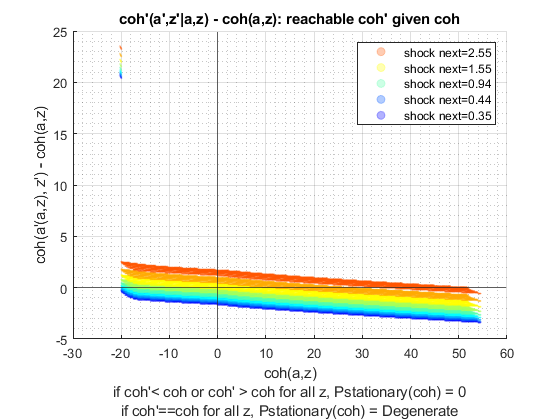 coh'(a',z'|a,z) - coh(a,z): reachable coh' given coh
25
20
15
10
5
0
-5
coh(a'(a,z), z') - coh(a,z)
shock next=2.55
shock next=1.55
shock next=0.94
shock next=0.44
shock next=0.35
-30 -20 -10 0 10 20 30 40 50 60
coh(a,z)
if coh'< coh or coh' > coh for all z, Pstationary(coh) = 0
if coh'==coh for all z, Pstationary(coh) = Degenerate